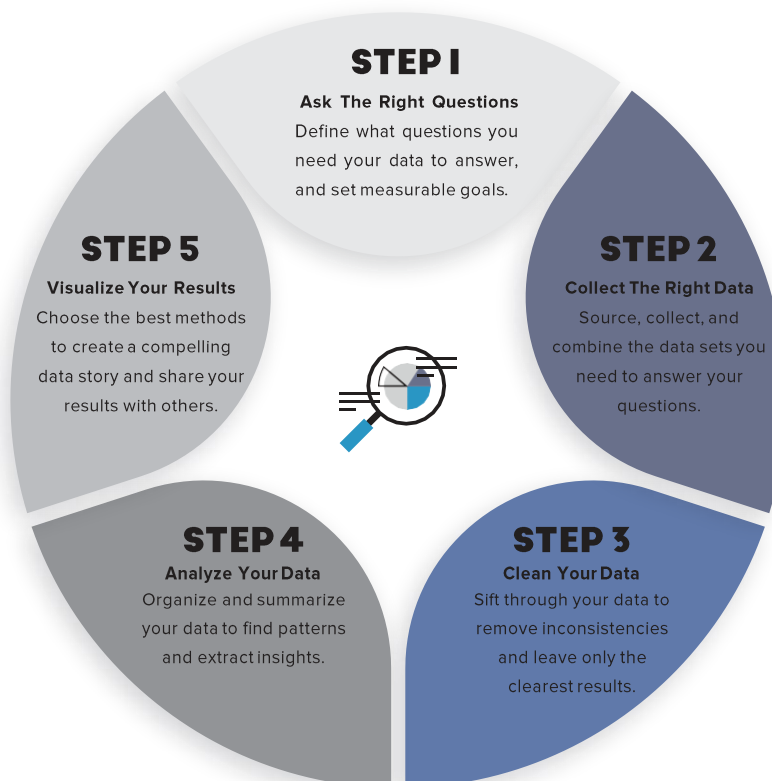 STEP 1
Ask The Right Questions
Define what questions you
need your data to answer,
and set measurable goals.
STEP 2
Collect The Right Data
Source, collect, and
combine the data sets you
need to answer your
questions.
STEP 3
Clean Your Data
Sift through your data to
remove inconsistencies
and leave only the
clearest results.
STEP 4
Analyze Your Data
Organize and summarize
your data to find patterns
and extract insights.
STEP 5
Visualize Your Results
Choose the best methods
to create a compelling
data story and share your
results with others.